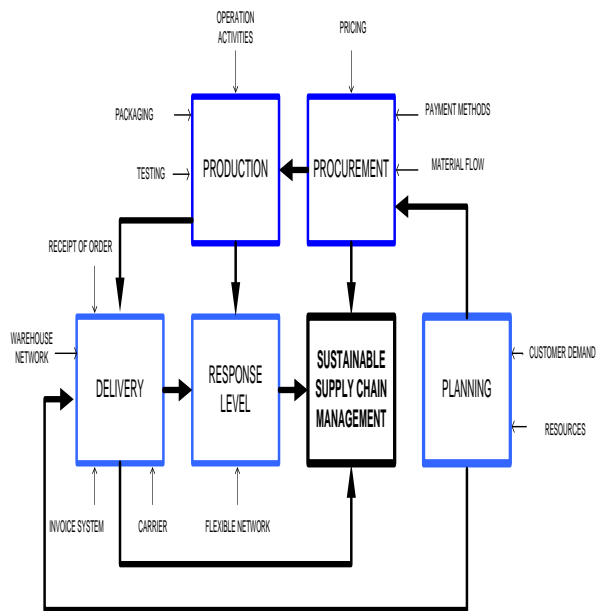 OPERATION
ACTIVITIES
PRICING
PACKAGING
PAYMENT METHODS
TESTING
PRODUCTION
PROCUREMENT
MATERIAL FLOW
RECEIPT OF ORDER
WAREHOUSE
NETWORK
DELIVERY
RESPONSE
LEVEL
SUSTAINABLE
SUPPLY CHAIN
MANAGEMENT
PLANNING
CUSTOMER DEMAND
RESOURCES
INVOICE SYSTEM
CARRIER
FLEXIBLE NETWORK